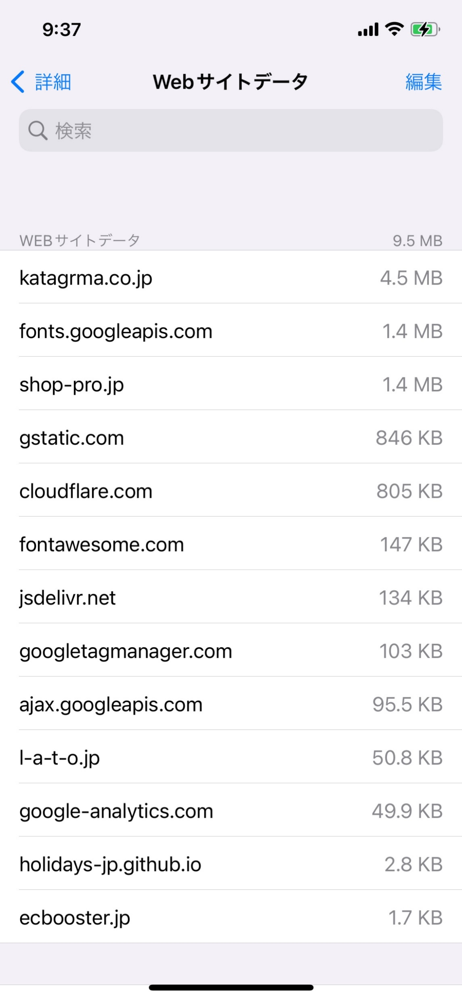 9:37
詳細 Webサイトデータ 編集
検索
WEBサイトデータ 9.5 MB
katagrma.co.jp 4.5 MB
fonts.googleapis.com 1.4 MB
shop-pro.jp 1.4 MB
gstatic.com 846 KB
cloudflare.com 805 KB
fontawesome.com 147 KB
jsdelivr.net 134 KB
googletagmanager.com 103 KB
ajax.googleapis.com 95.5 KB
l-a-t-o.jp 50.8 KB
google-analytics.com 49.9 KB
holidays-jp.github.io 2.8 KB
ecbooster.jp 1.7 KB